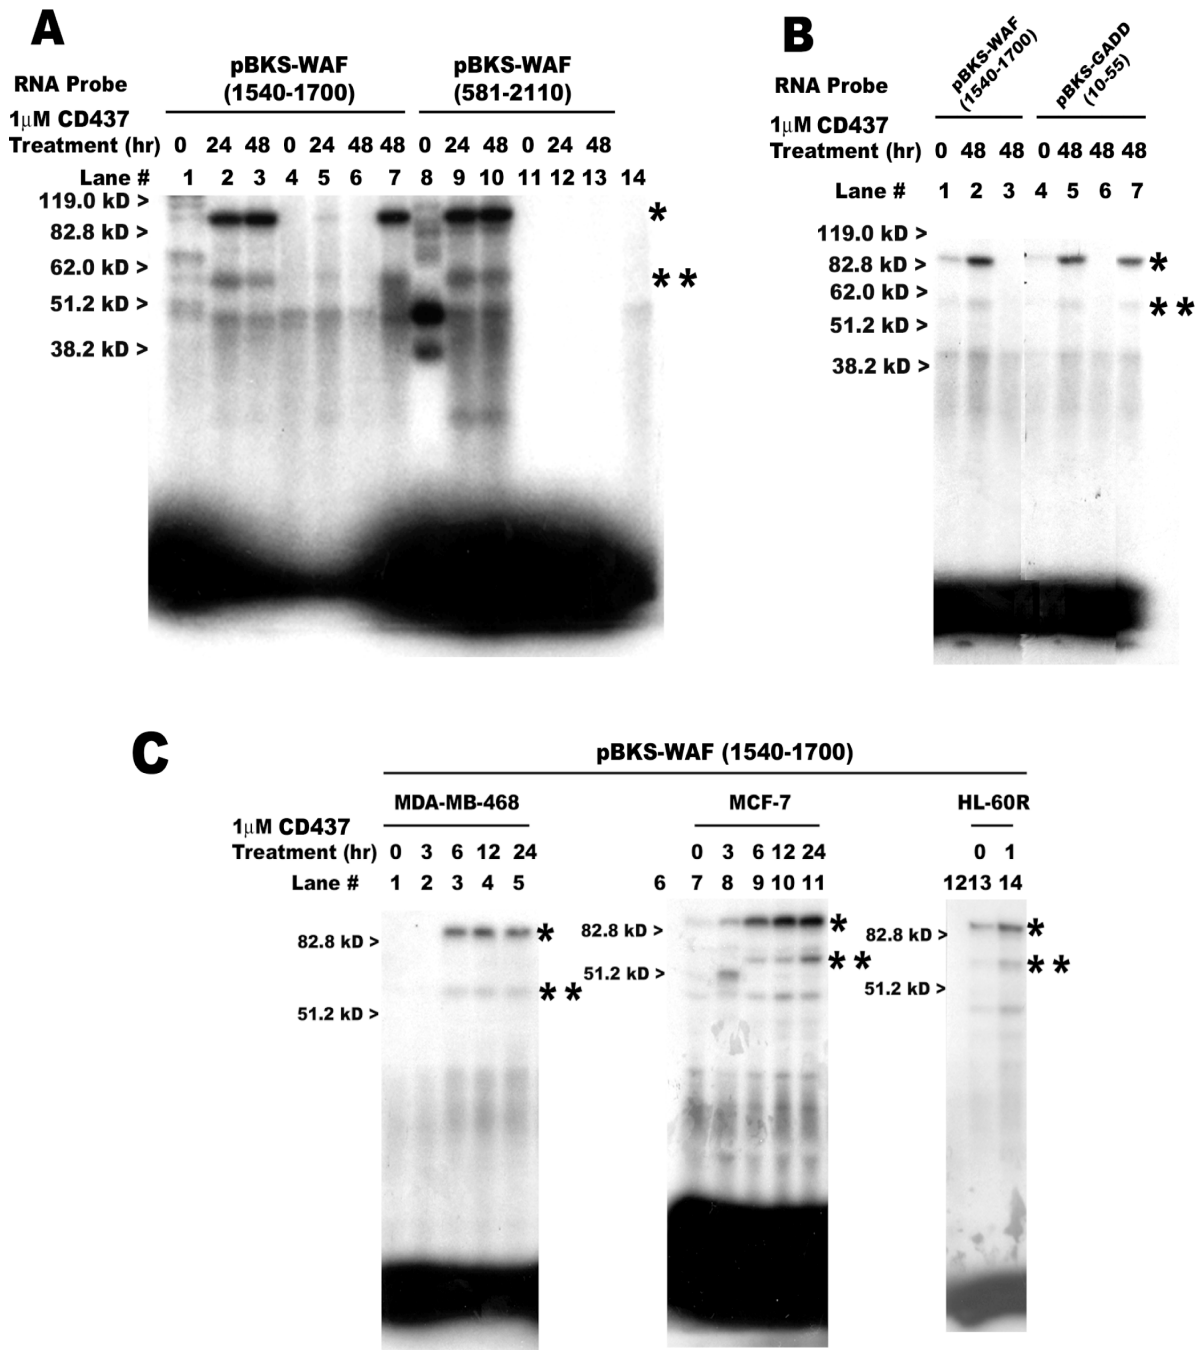 A
RNA Probe
pBKS-WAF
(1540-1700)
pBKS-WAF
(581-2110)
1µM CD437
Treatment (hr) 0 24 48 0 24 48 48 0 24 48 0 24 48
Lane # 1 2 3 4 5 6 7 8 9 10 11 12 13 14
119.0 kD >
82.8 kD >
62.0 kD >
51.2 kD >
38.2 kD >
*
* *
B
RNA Probe
pBKS-WAF
(1540-1700)
pBKS-GADD
(10-55)
1µM CD437
Treatment (hr) 0 48 48 0 48 48 48
Lane # 1 2 3 4 5 6 7
119.0 kD >
82.8 kD >
62.0 kD >
51.2 kD >
38.2 kD >
*
* *
C
pBKS-WAF (1540-1700)
MDA-MB-468 MCF-7 HL-60R
1µM CD437
Treatment (hr) 0 3 6 12 24 0 3 6 12 24 0 1
Lane # 1 2 3 4 5 6 7 8 9 10 11 12 13 14
82.8 kD > *
* *
51.2 kD >
82.8 kD > *
* *
51.2 kD >
82.8 kD > *
* *
51.2 kD >